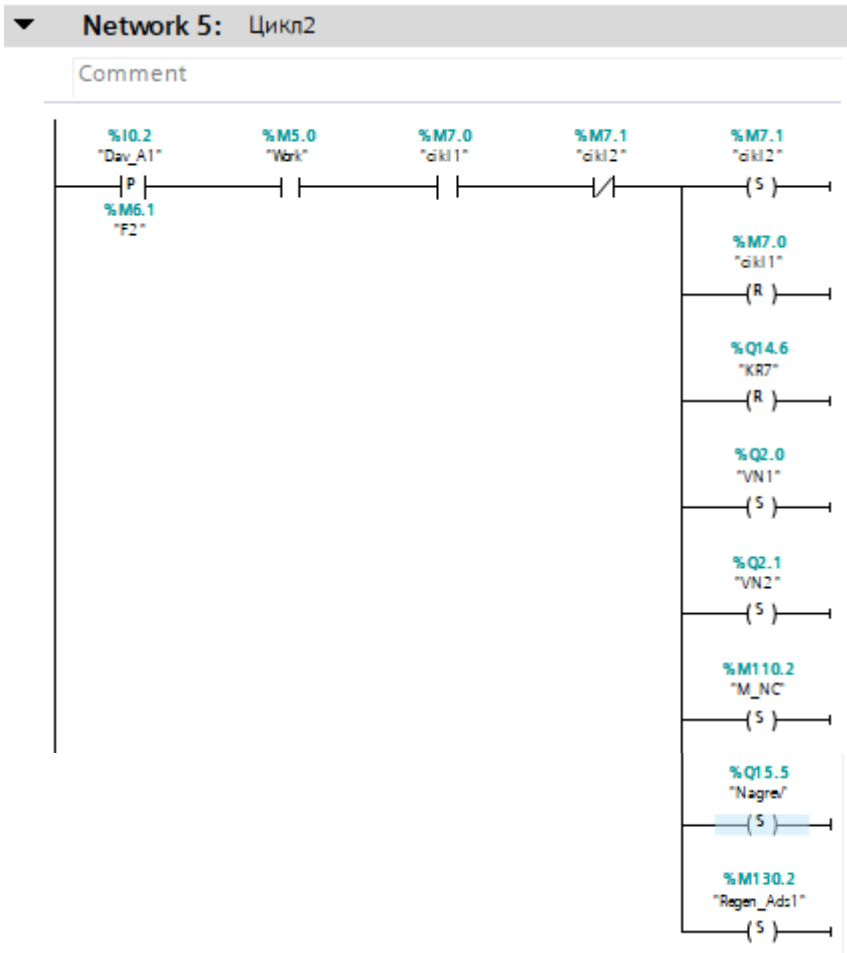 Network 5: Цикл2
Comment
%I0.2 %M5.0 %M7.0 %M7.1 %M7.1
"Dav_A1" "Work" "cikl1" "cikl2" "cikl2"
P S
%M6.1
"F2"
%M7.0
"cikl1"
R
%Q14.6
"KR7"
R
%Q2.0
"VN1"
S
%Q2.1
"VN2"
S
%M110.2
"M_NC"
S
%Q15.5
"Nagrev"
S
%M130.2
"Regen_Ads1"
S